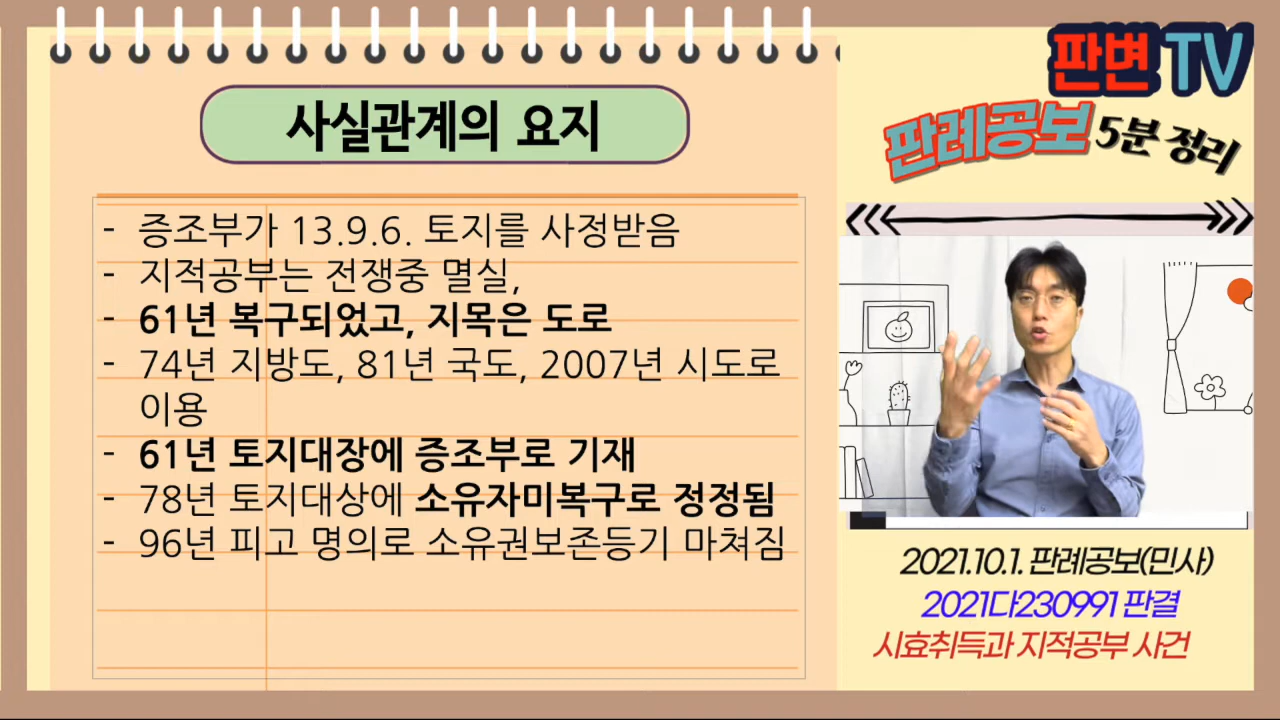 사실관계의 요지
- 증조부가 13.9.6. 토지를 사정받음
- 지적공부는 전쟁중 멸실,
- 61년 복구되었고, 지목은 도로
- 74년 지방도, 81년 국도, 2007년 시도로
이용
- 61년 토지대장에 증조부로 기재
- 78년 토지대상에 소유자미복구로 정정됨
- 96년 피고 명의로 소유권보존등기 마쳐짐
판변 TV
판례공보 5분 정리
2021.10.1. 판례공보(민사)
2021다230991 판결
시효취득과 지적공부 사건